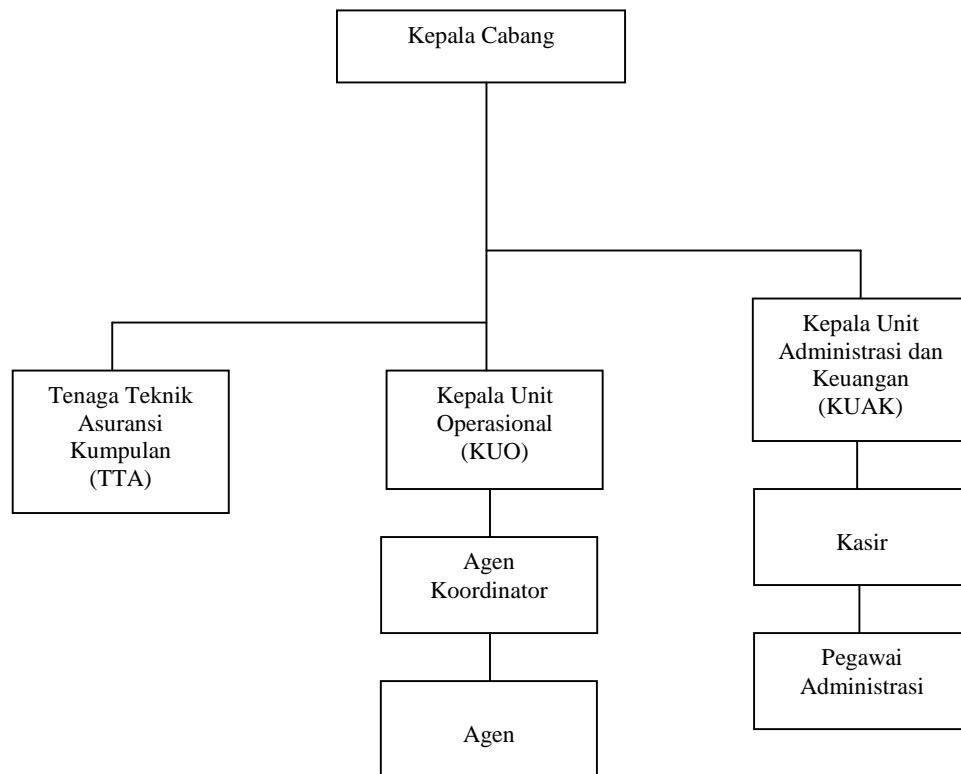 Kepala Cabang
Tenaga Teknik
Asuransi
Kumpulan
(TTA)
Kepala Unit
Operasional
(KUO)
Agen
Koordinator
Agen
Kepala Unit
Administrasi dan
Keuangan
(KUAK)
Kasir
Pegawai
Administrasi